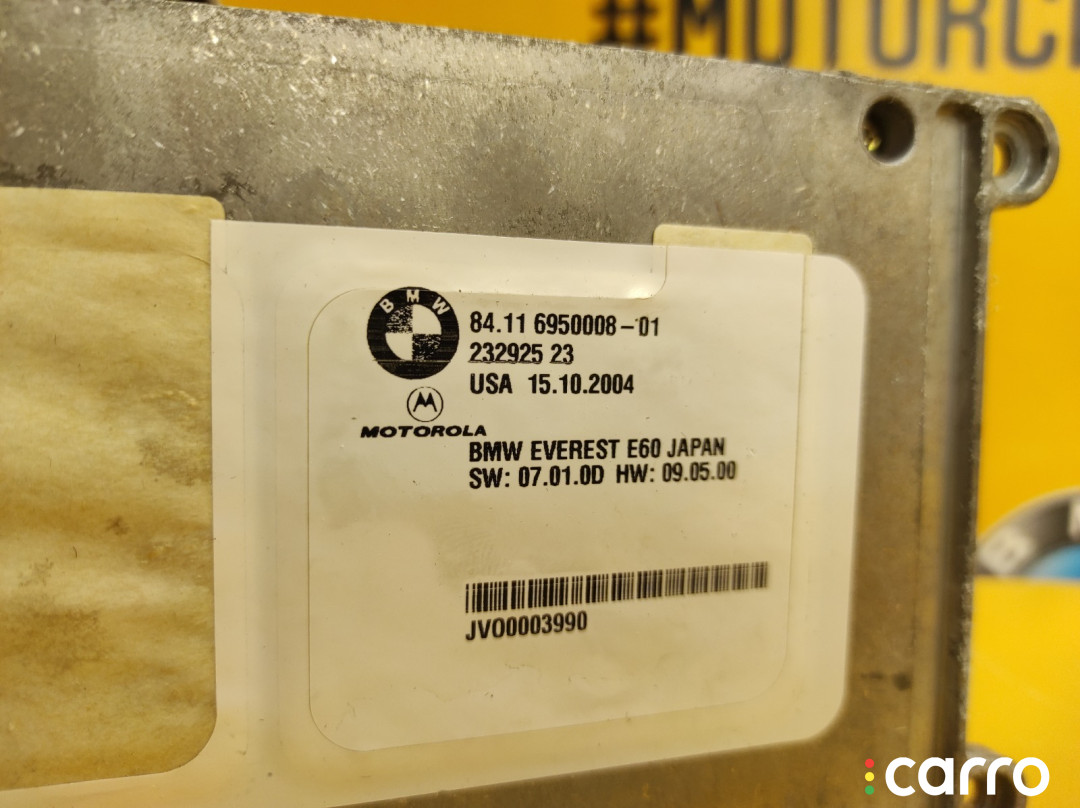 #MOTORC
BMW
84.11 6950008-01
232925 23
USA 15.10.2004
MOTOROLA
BMW EVEREST E60 JAPAN
SW: 07.01.0D HW: 09.05.00
JV00003990
carro